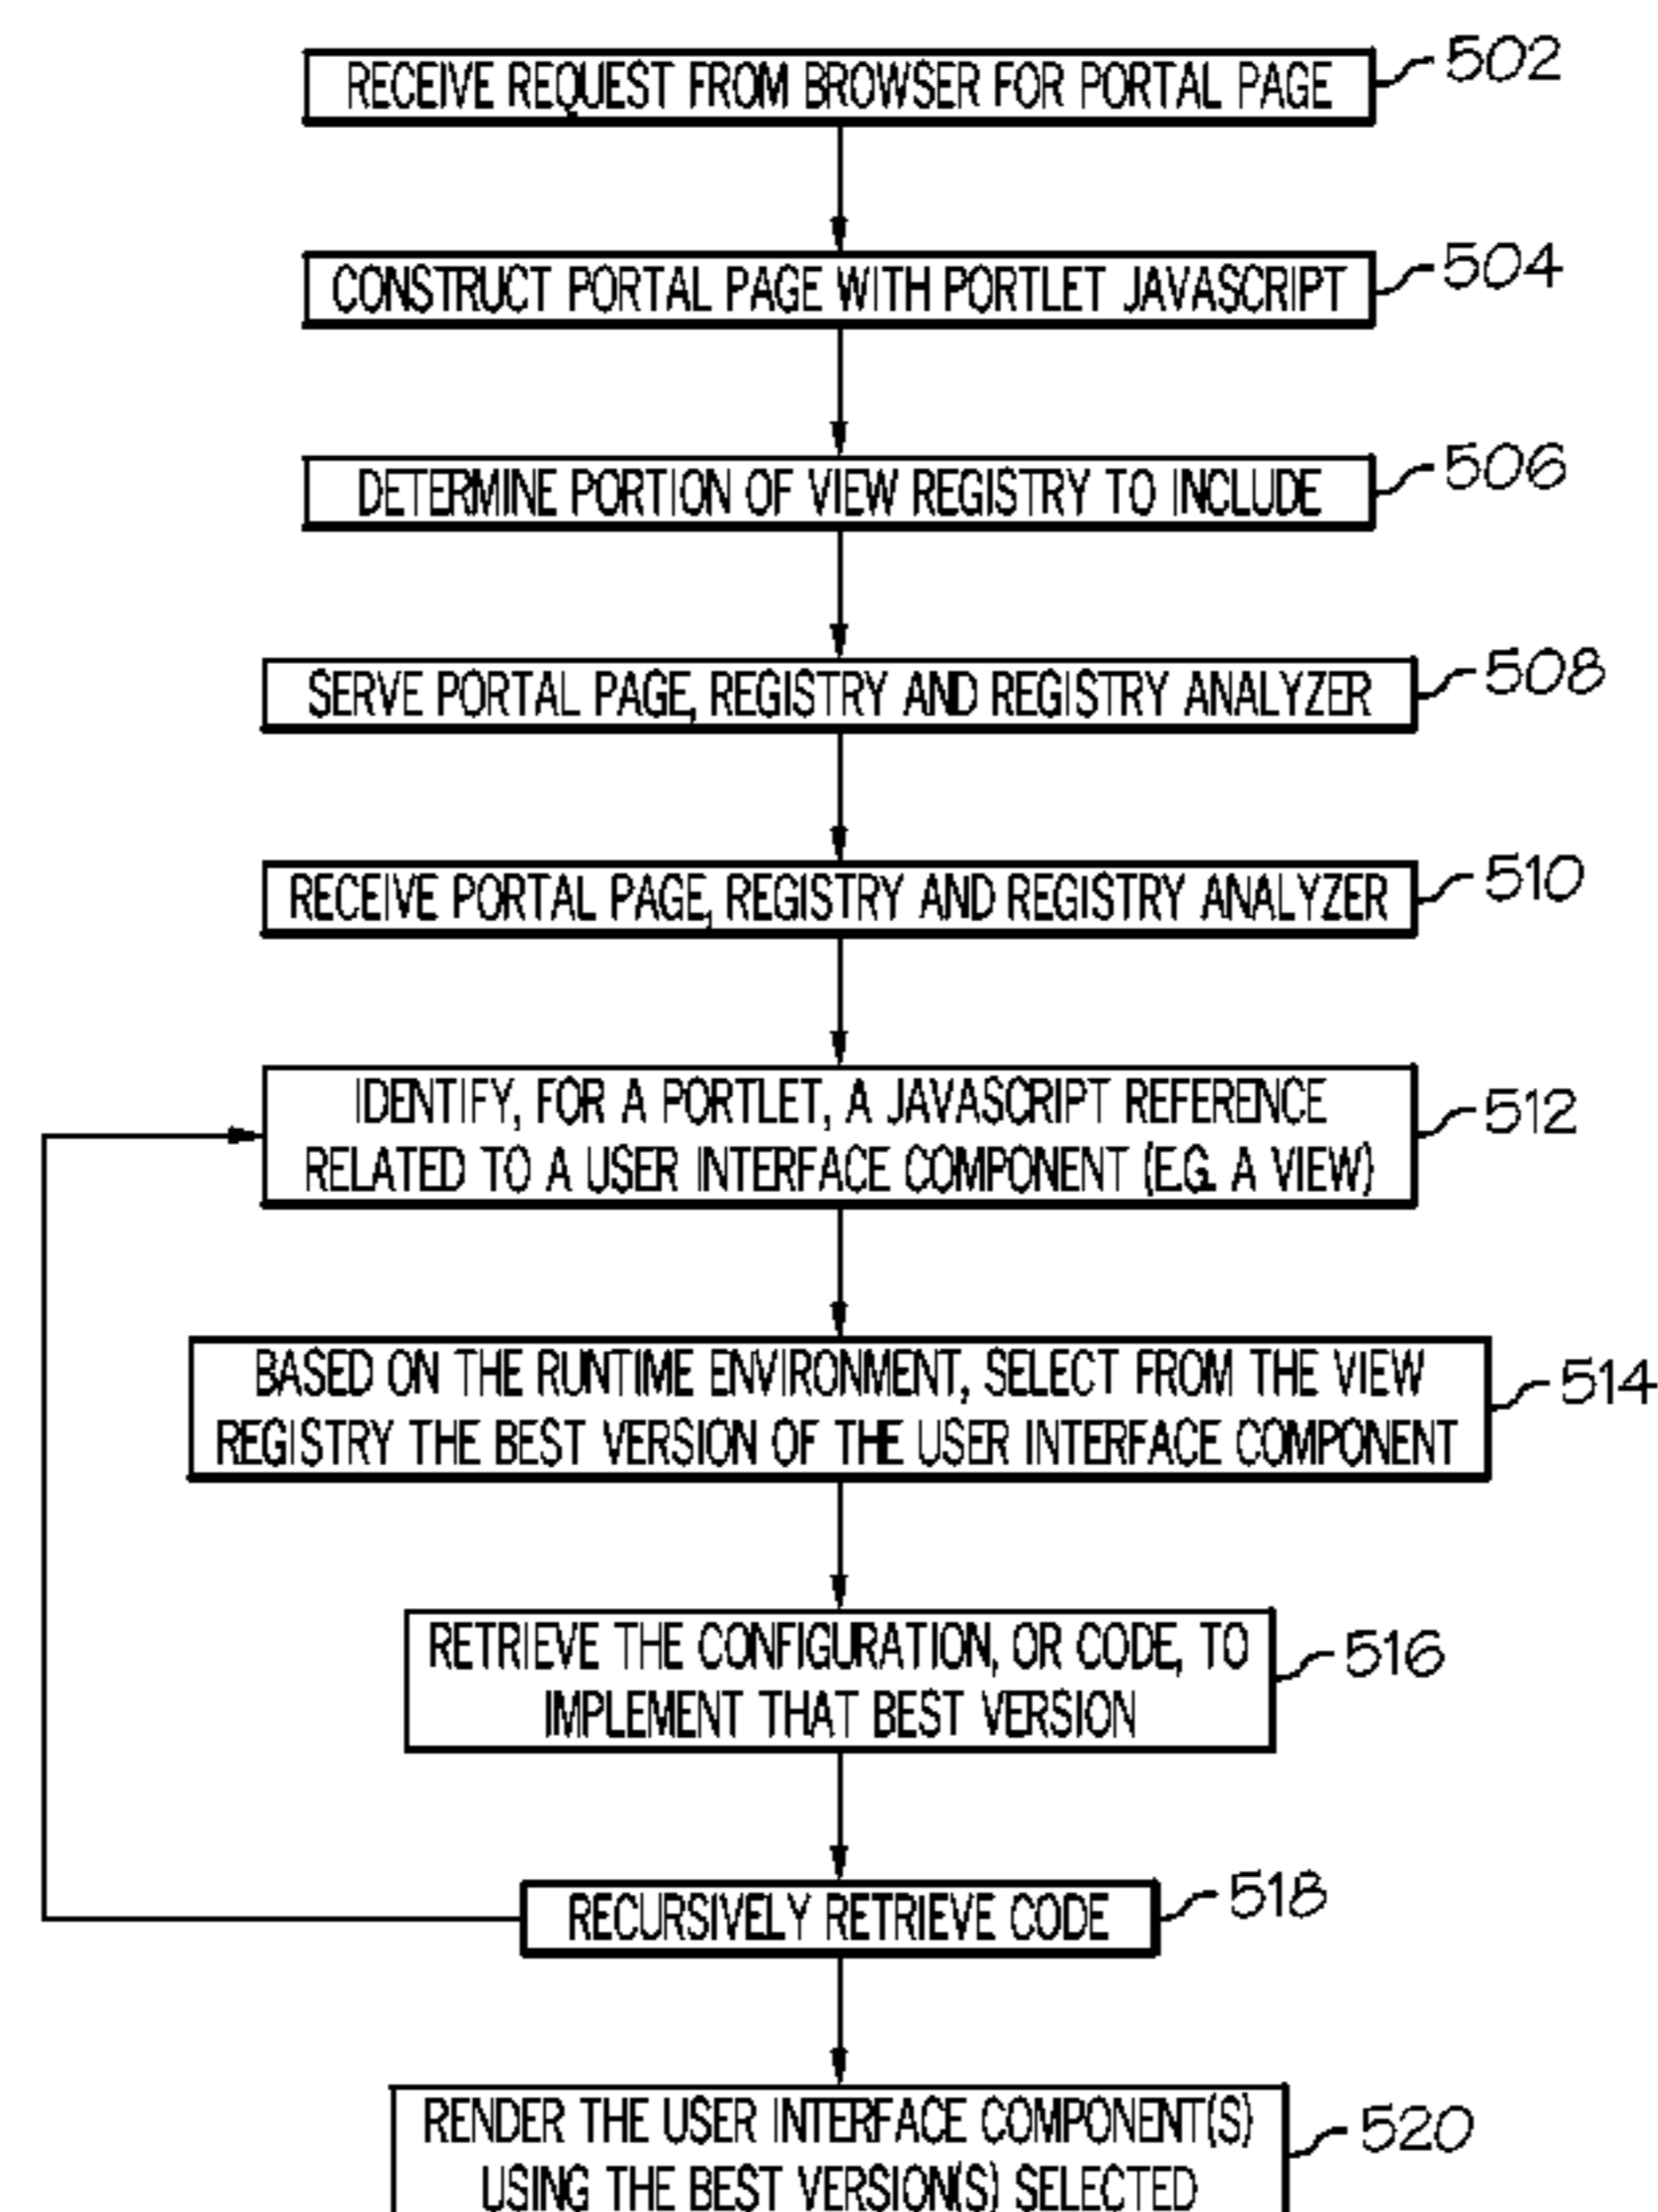 RECEIVE REQUEST FROM BROWSER FOR PORTAL PAGE
502
CONSTRUCT PORTAL PAGE WITH PORTLET JAVASCRIPT
504
DETERMINE PORTION OF VIEW REGISTRY TO INCLUDE
506
SERVE PORTAL PAGE, REGISTRY AND REGISTRY ANALYZER
508
RECEIVE PORTAL PAGE, REGISTRY AND REGISTRY ANALYZER
510
IDENTIFY, FOR A PORTLET, A JAVASCRIPT REFERENCE
RELATED TO A USER INTERFACE COMPONENT (E.G. A VIEW)
512
BASED ON THE RUNTIME ENVIRONMENT, SELECT FROM THE VIEW
REGISTRY THE BEST VERSION OF THE USER INTERFACE COMPONENT
514
RETRIEVE THE CONFIGURATION, OR CODE, TO
IMPLEMENT THAT BEST VERSION
516
RECURSIVELY RETRIEVE CODE
518
RENDER THE USER INTERFACE COMPONENT(S)
USING THE BEST VERSION(S) SELECTED
520